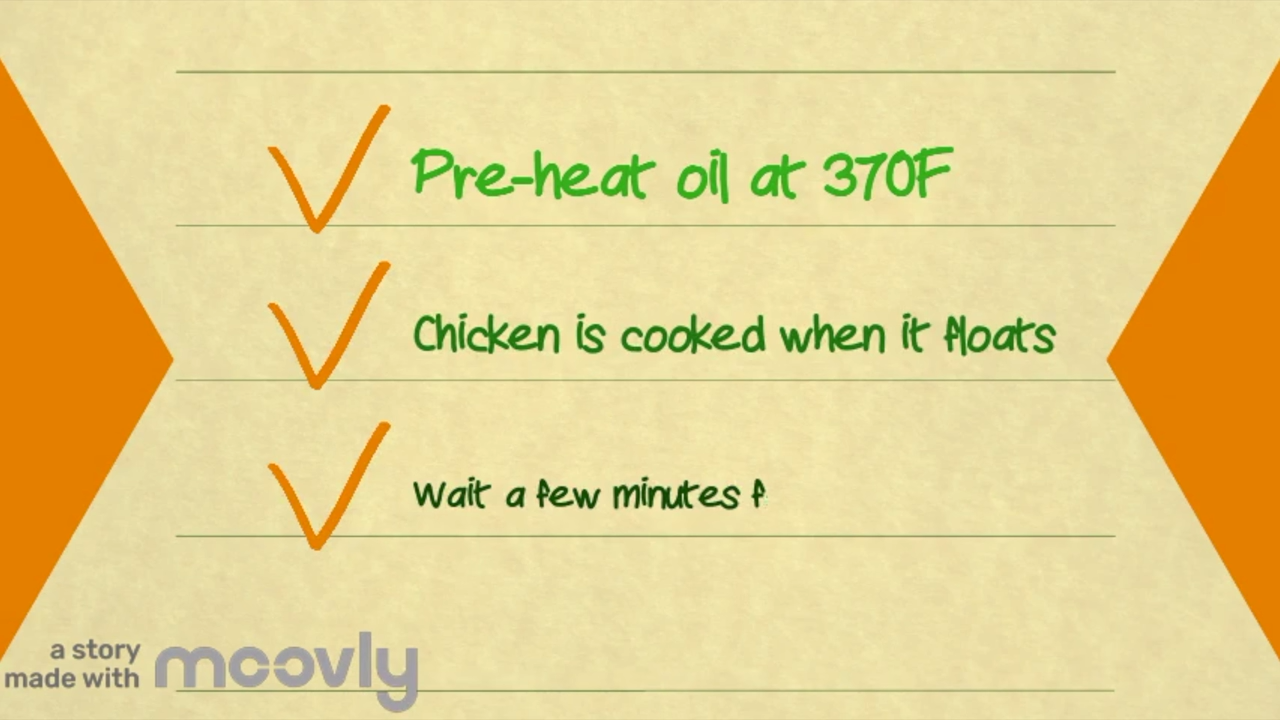 Pre-heat oil at 370F
Chicken is cooked when it floats
Wait a few minutes f
a story
made with moovly